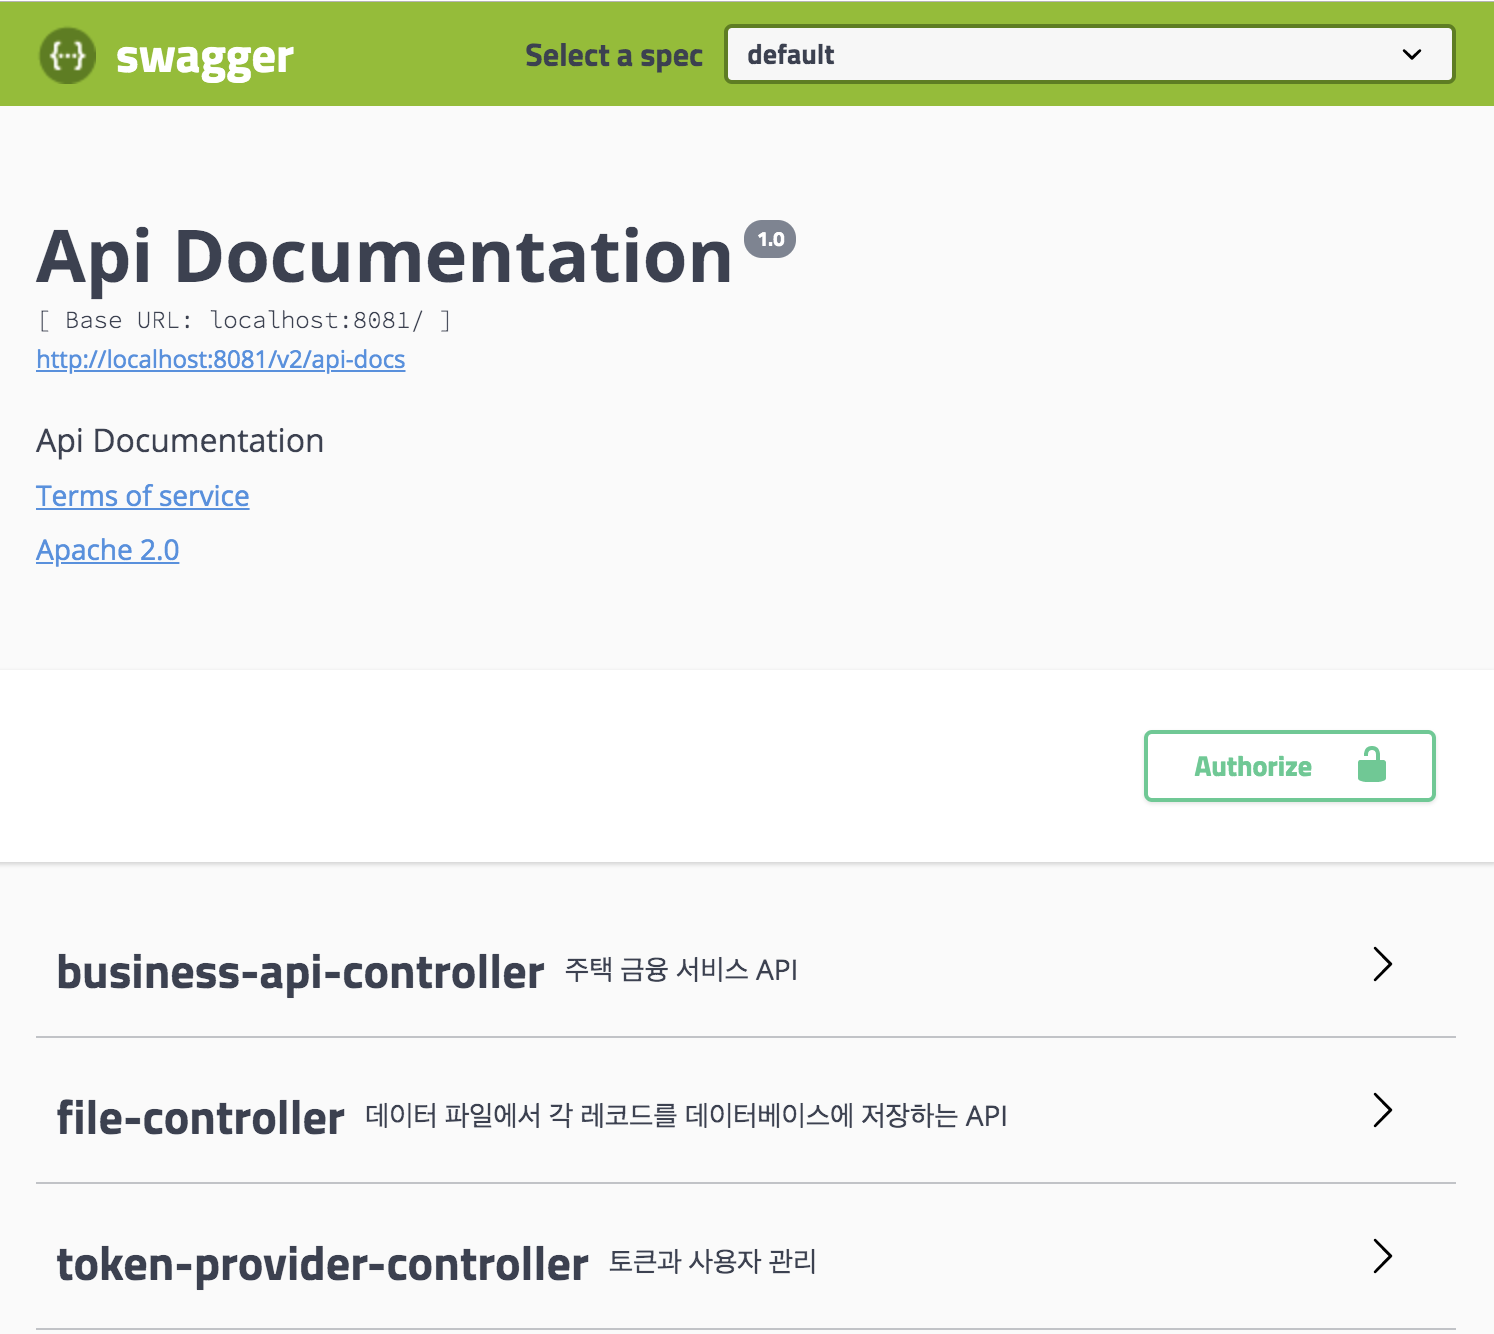 {···} swagger
Select a spec
default
Api Documentation 1.0
[ Base URL: localhost:8081/ ]
http://localhost:8081/v2/api-docs
Api Documentation
Terms of service
Apache 2.0
Authorize
business-api-controller 주택 금융 서비스 API
file-controller 데이터 파일에서 각 레코드를 데이터베이스에 저장하는 API
token-provider-controller 토큰과 사용자 관리